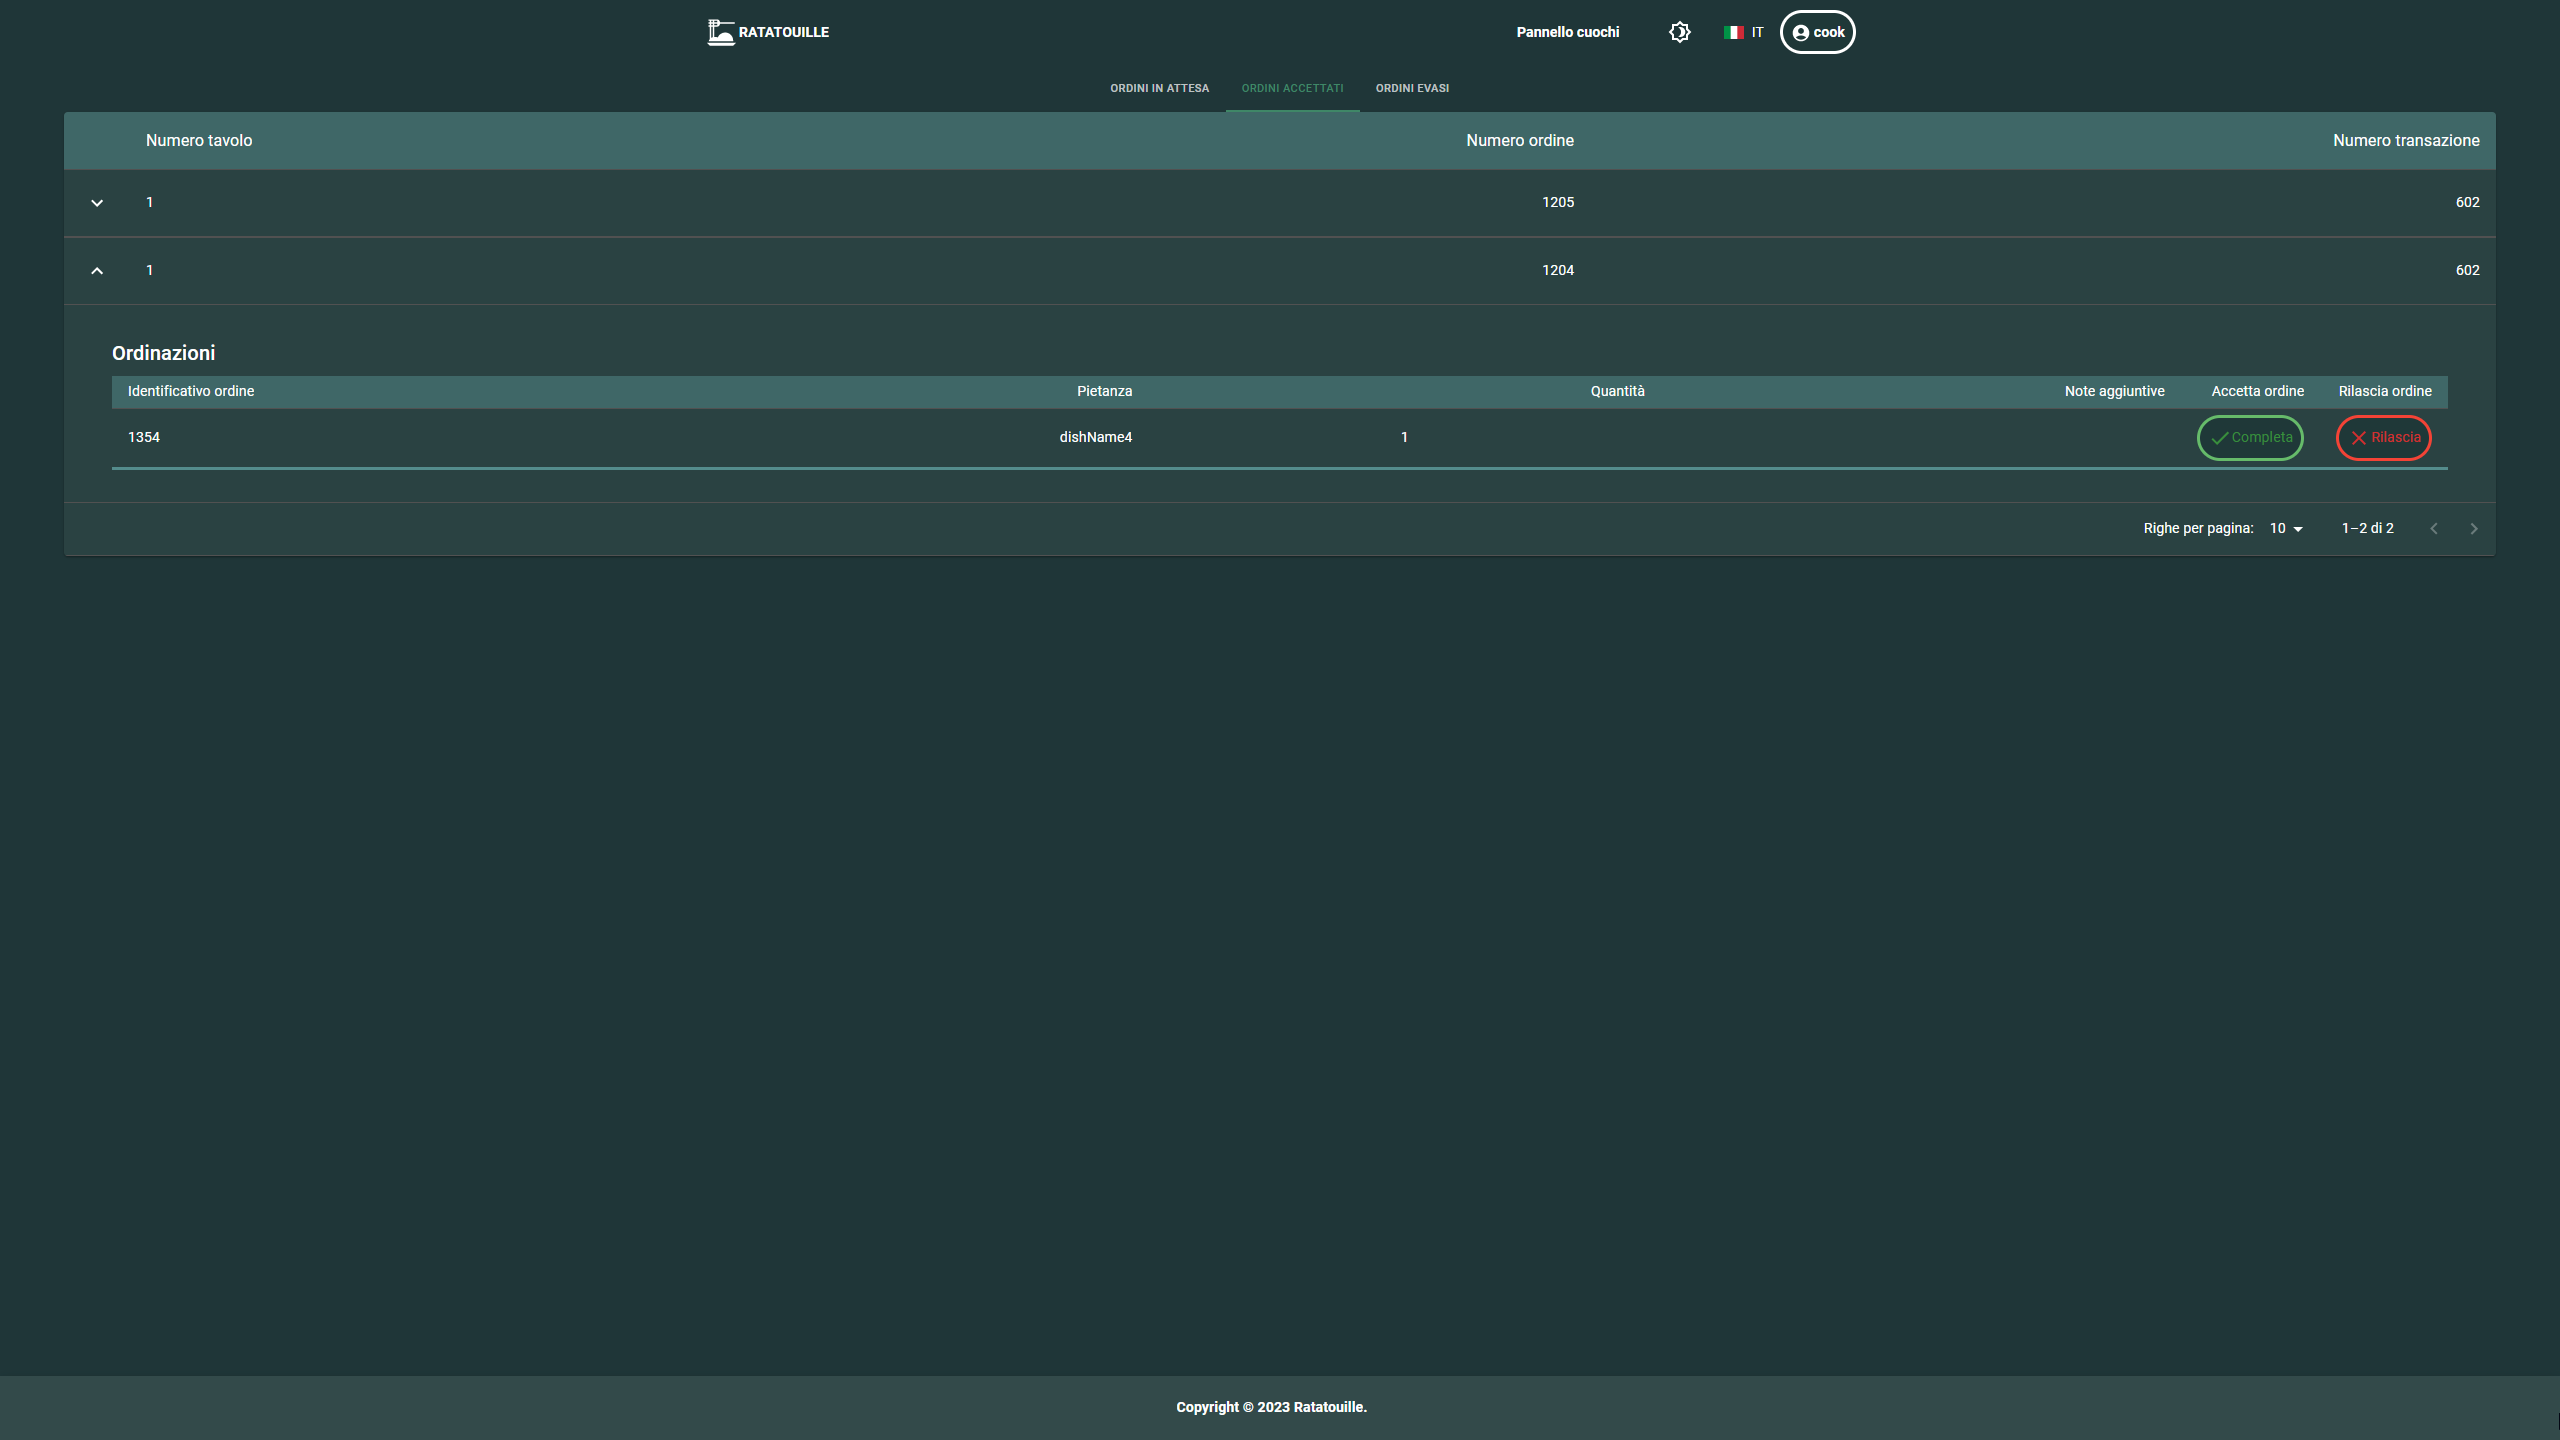 RATATOUILLE Pannello cuochi IT cook
ORDINI IN ATTESA ORDINI ACCETTATI ORDINI EVASI
Numero tavolo Numero ordine Numero transazione
1 1205 602
1 1204 602
Ordinazioni
Identificativo ordine Pietanza Quantità Note aggiuntive Accetta ordine Rilascia ordine
1354 dishName4 1 Completa Rilascia
Righe per pagina: 10 1–2 di 2
Copyright © 2023 Ratatouille.